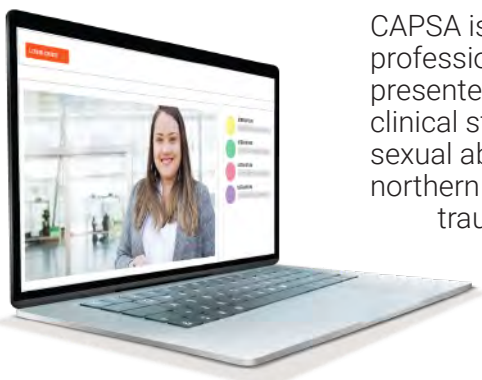 CAPSA is
professio
presente
clinical st
sexual ab
northern
trau